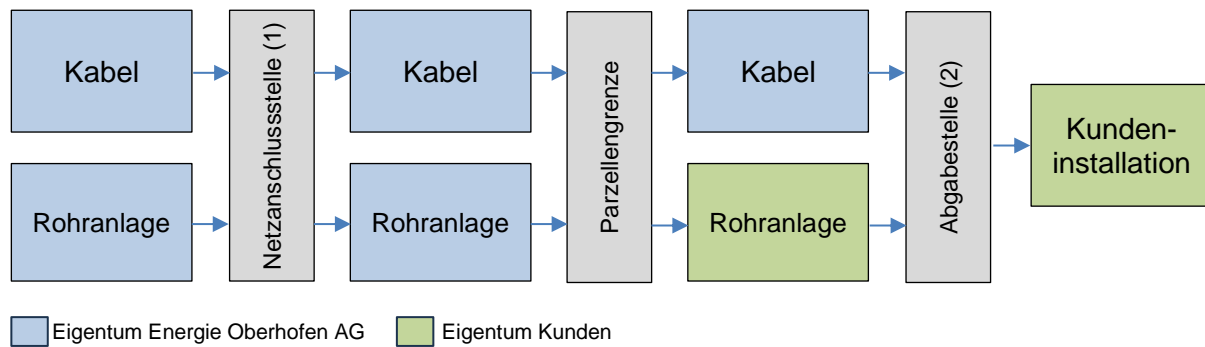 Kabel
Netzanschlussstelle (1)
Kabel
Parzellengrenze
Kabel
Abgabestelle (2)
Kunden-
installation
Rohranlage
Rohranlage
Rohranlage
Eigentum Energie Oberhofen AG
Eigentum Kunden